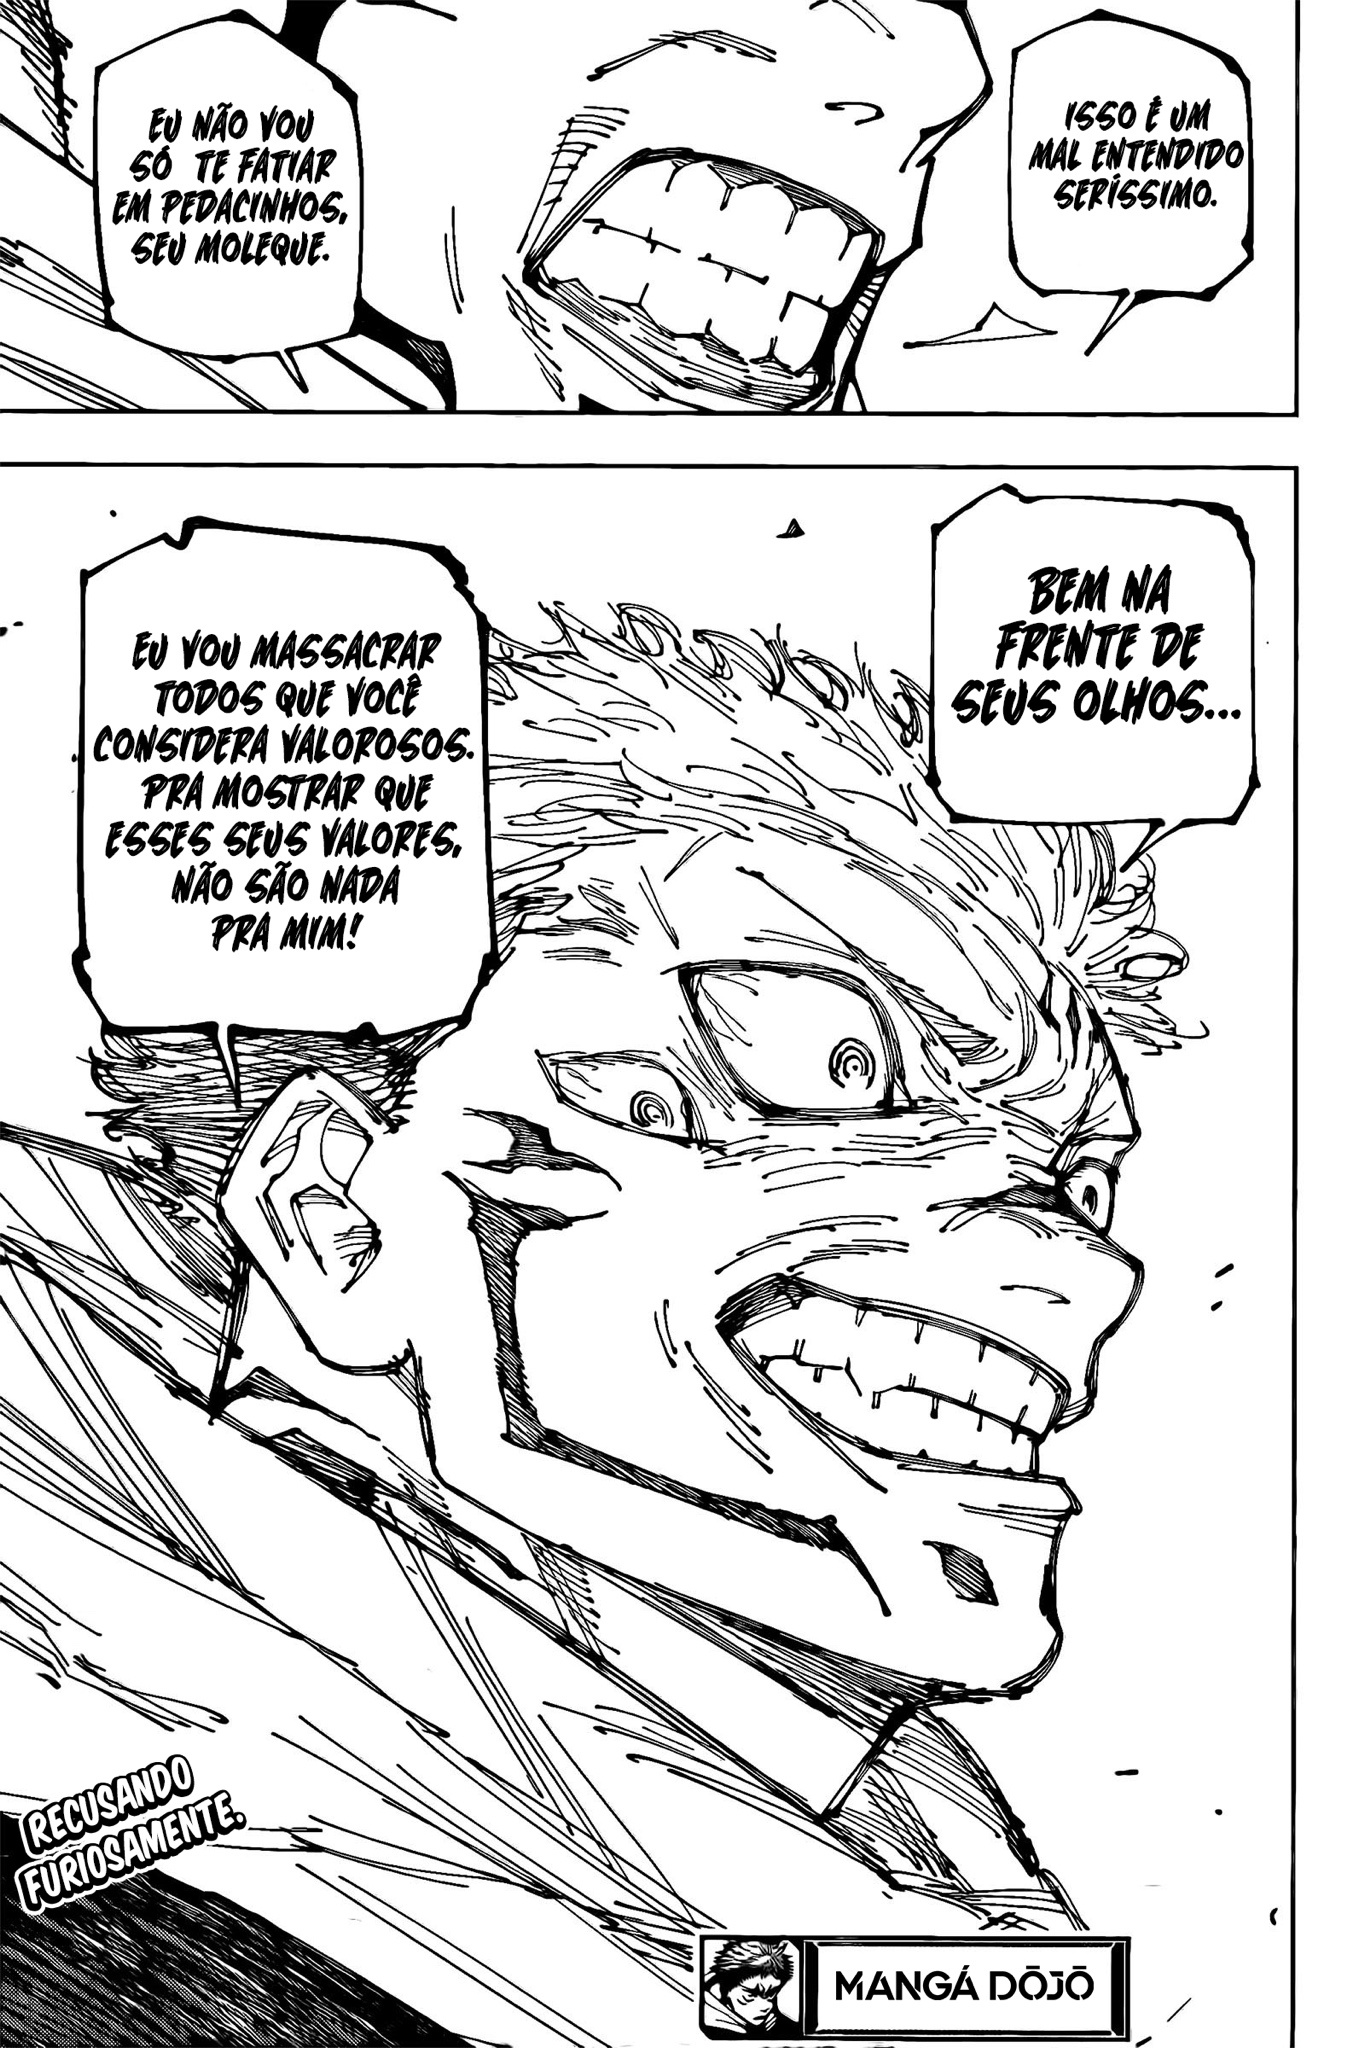 ISSO É UM
MAL ENTENDIDO
SERÍSSIMO.
EU NÃO VOU
SÓ TE FATIAR
EM PEDACINHOS,
SEU MOLEQUE.
BEM NA
FRENTE DE
SEUS OLHOS...
EU VOU MASSACRAR
TODOS QUE VOCÊ
CONSIDERA VALOROSOS.
PRA MOSTRAR QUE
ESSES SEUS VALORES,
NÃO SÃO NADA
PRA MIM!
RECUSANDO
FURIOSAMENTE.
MANGÁ DŌJŌ